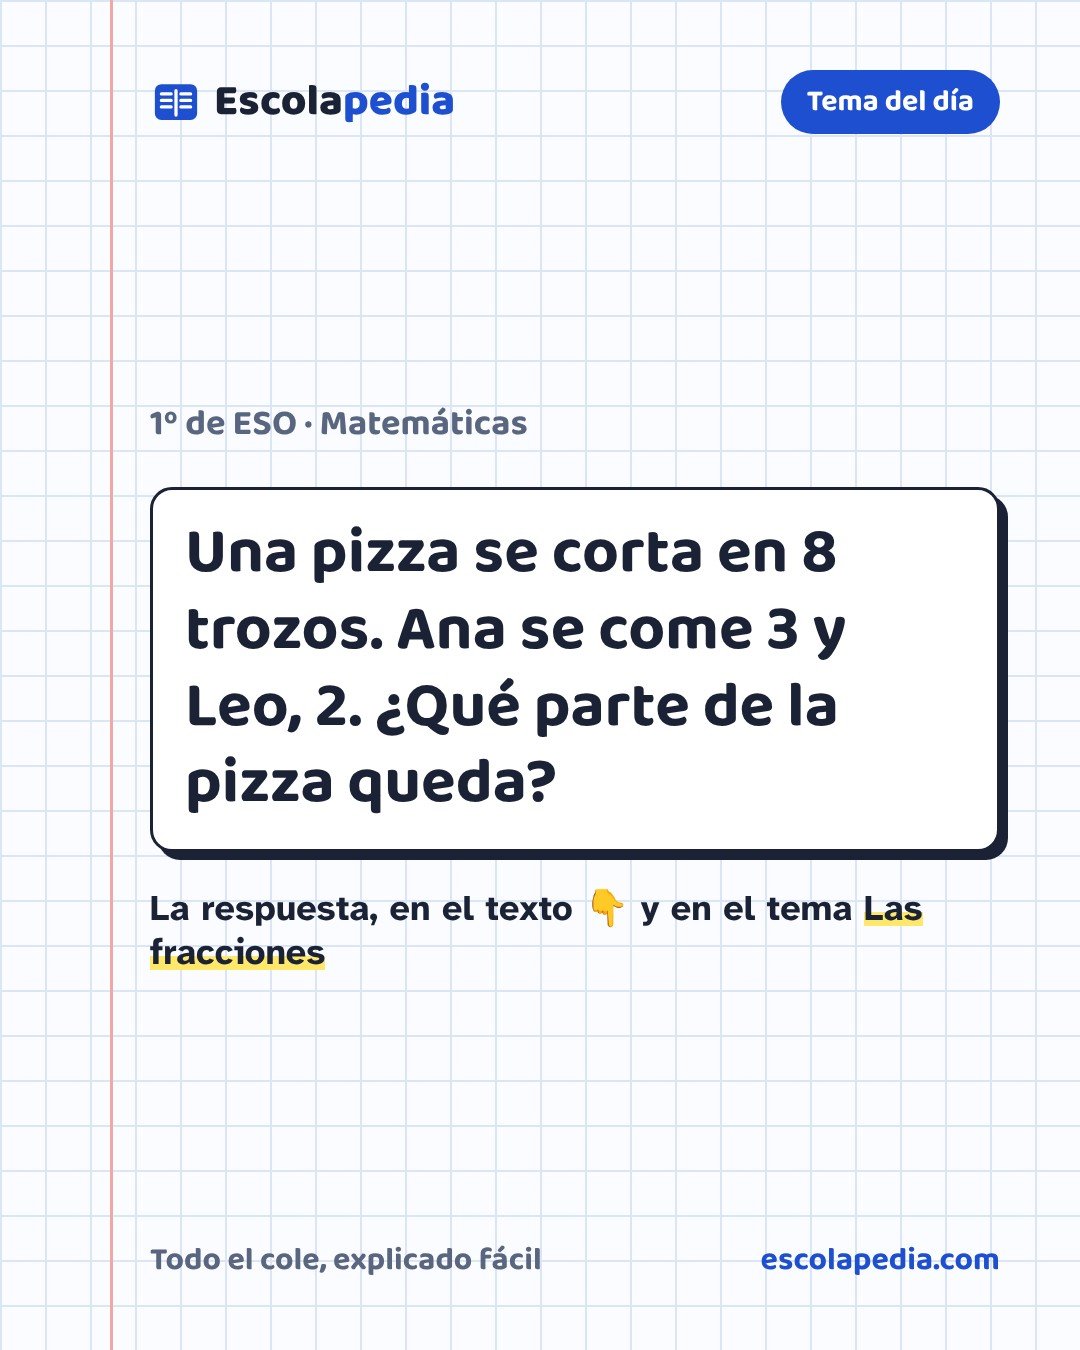 Escolapedia
Tema del día
1º de ESO · Matemáticas
Una pizza se corta en 8
trozos. Ana se come 3 y
Leo, 2. ¿Qué parte de la
pizza queda?
La respuesta, en el texto 👇 y en el tema Las
fracciones
Todo el cole, explicado fácil
escolapedia.com